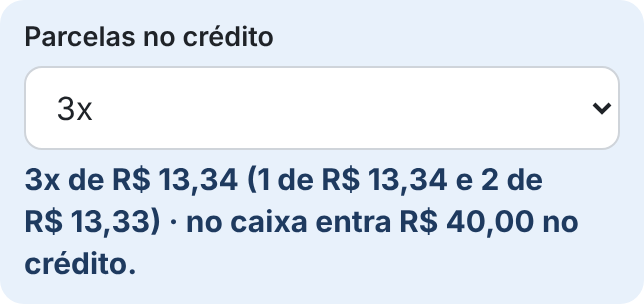 Parcelas no crédito
3x
3x de R$ 13,34 (1 de R$ 13,34 e 2 de
R$ 13,33) · no caixa entra R$ 40,00 no
crédito.